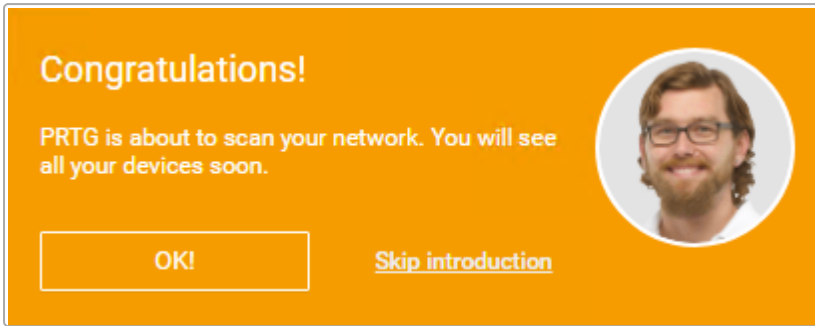 Congratulations!
PRTG is about to scan your network. You will see
all your devices soon.
OK!
Skip introduction